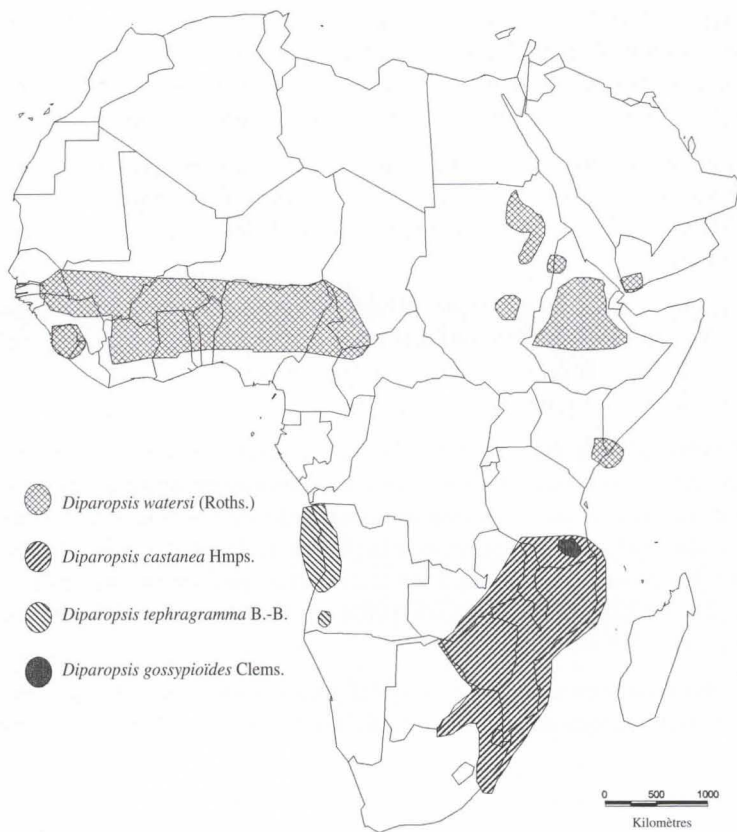 Diparopsis watersi (Roths.)
Diparopsis castanea Hmps.
Diparopsis tephragramma B.-B.
Diparopsis gossypioïdes Clems.
0 500 1000
Kilomètres